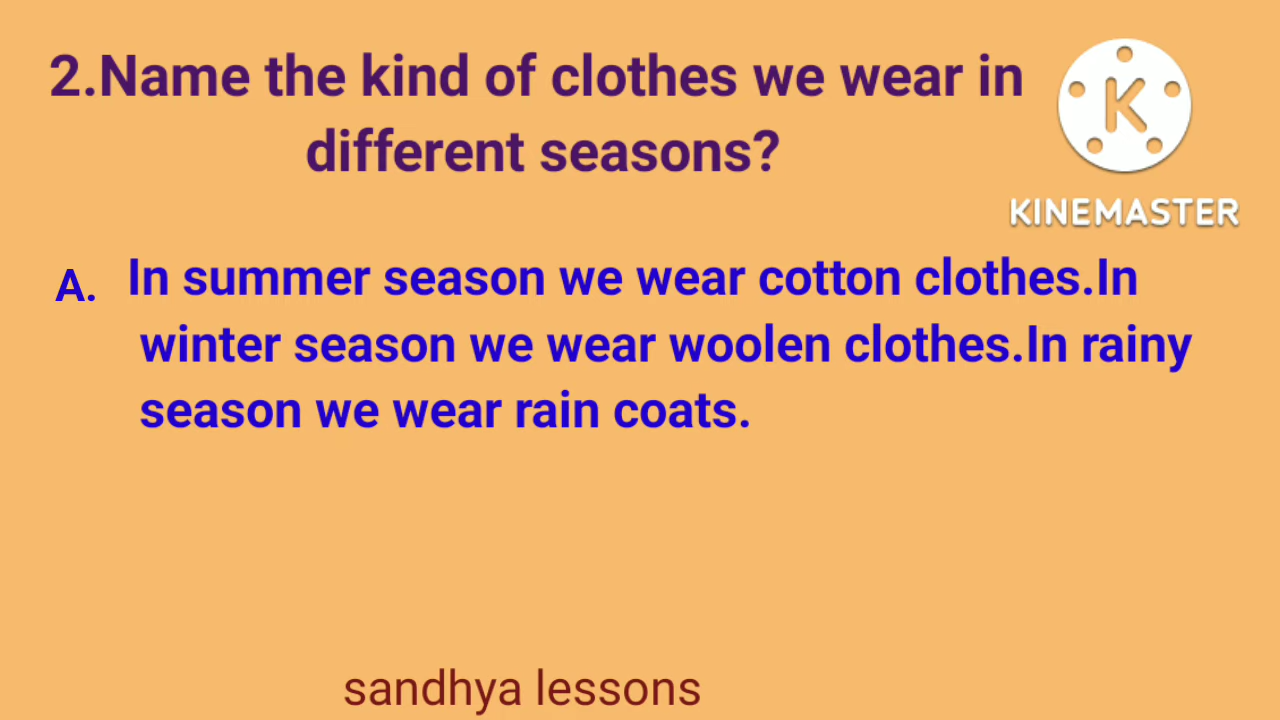 2.Name the kind of clothes we wear in
different seasons?
K
KINEMASTER
A. In summer season we wear cotton clothes.In
winter season we wear woolen clothes.In rainy
season we wear rain coats.
sandhya lessons